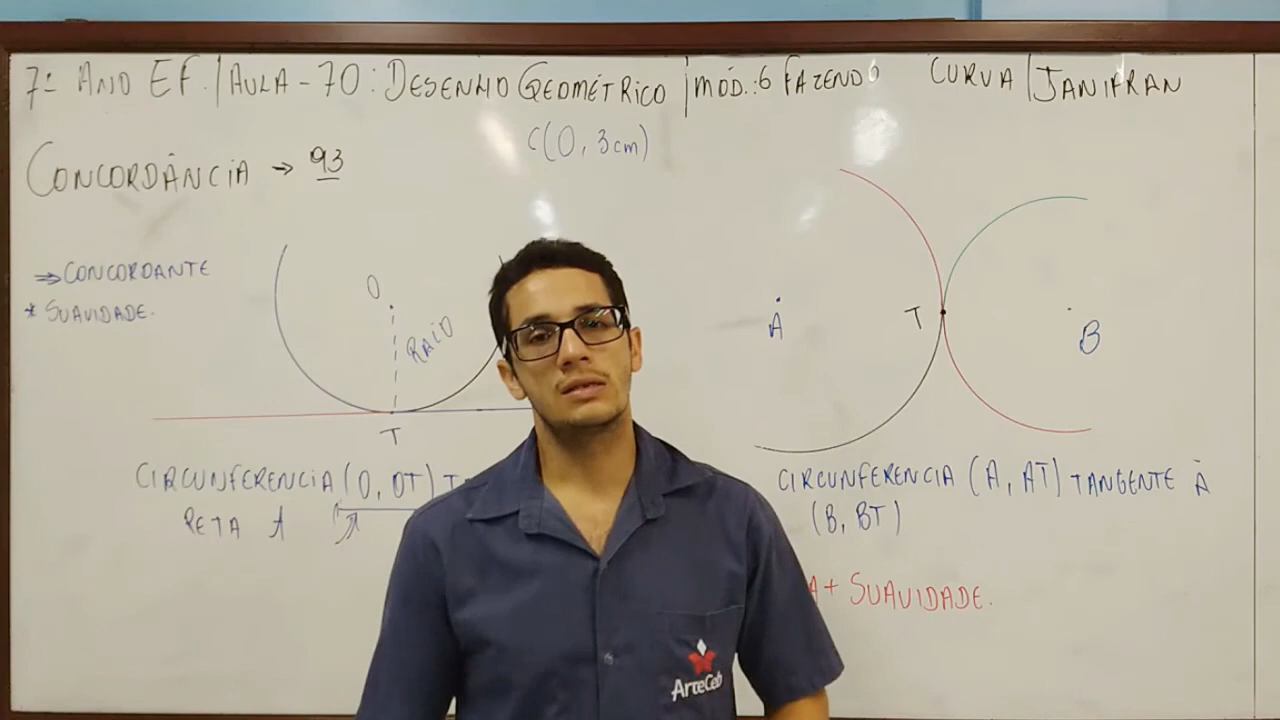 7º ANO EF. | AULA - 70 : DESENHO GEOMÉTRICO | MÓD.:6 FAZENDO CURVA | JANIFRAN
C(O, 3cm)
CONCORDÂNCIA → 93
⇒ CONCORDANTE
* SUAVIDADE.
O
RAIO
T
A
T
B
CIRCUNFERENCIA (O, OT) T
RETA
CIRCUNFERENCIA (A, AT) TANGENTE À
(B, BT)
A + SUAVIDADE.
ArteCeb